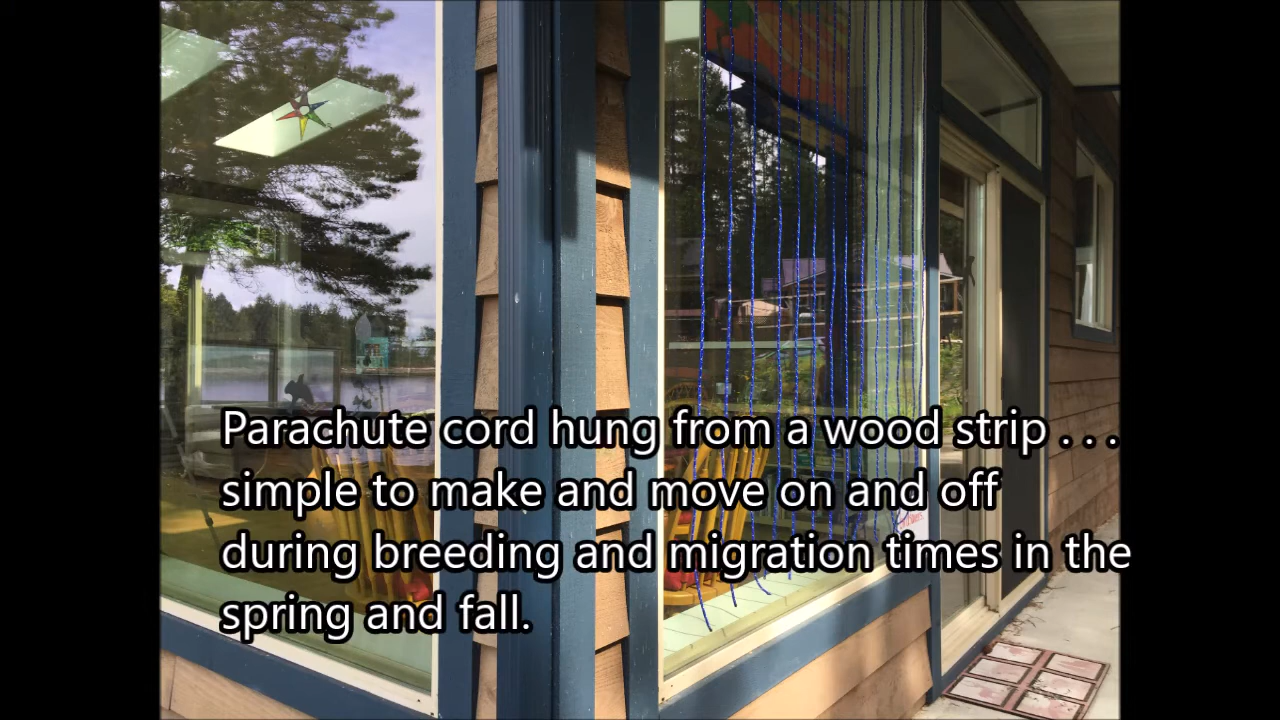 Parachute cord hung from a wood strip . . .
simple to make and move on and off
during breeding and migration times in the
spring and fall.